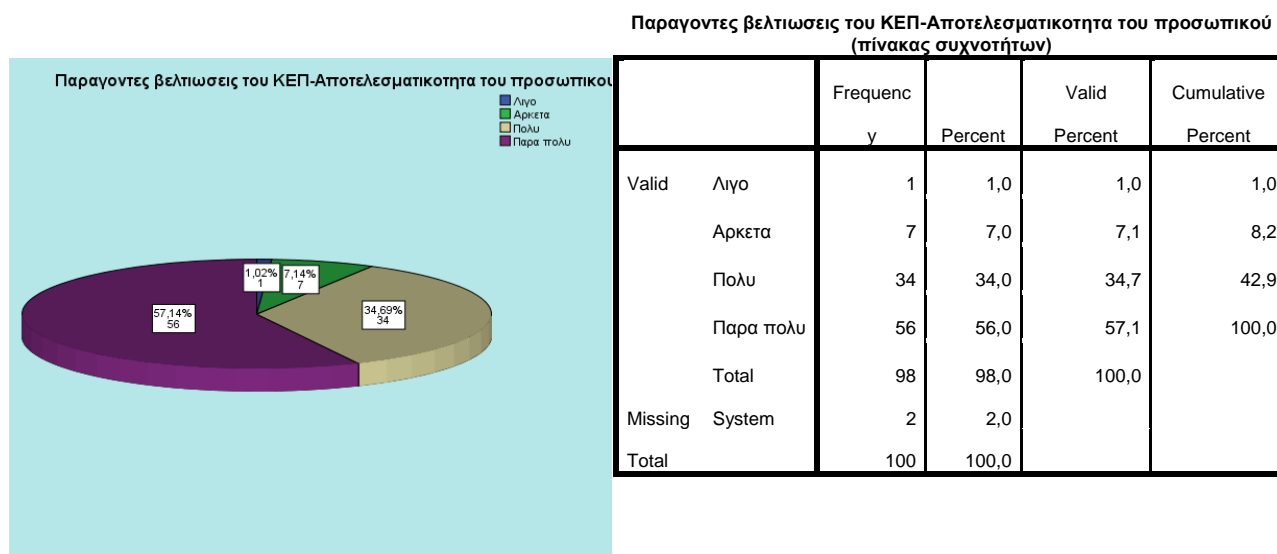 Παραγοντες βελτιωσεις του ΚΕΠ-Αποτελεσματικοτητα του προσωπικου
Λιγο
Αρκετα
Πολυ
Παρα πολυ
1,02%
1
7,14%
7
34,69%
34
57,14%
56
Παραγοντες βελτιωσεις του ΚΕΠ-Αποτελεσματικοτητα του προσωπικού
(πίνακας συχνοτήτων)
Frequenc Valid Cumulative
y Percent Percent Percent
Valid Λιγο 1 1,0 1,0 1,0
Αρκετα 7 7,0 7,1 8,2
Πολυ 34 34,0 34,7 42,9
Παρα πολυ 56 56,0 57,1 100,0
Total 98 98,0 100,0
Missing System 2 2,0
Total 100 100,0